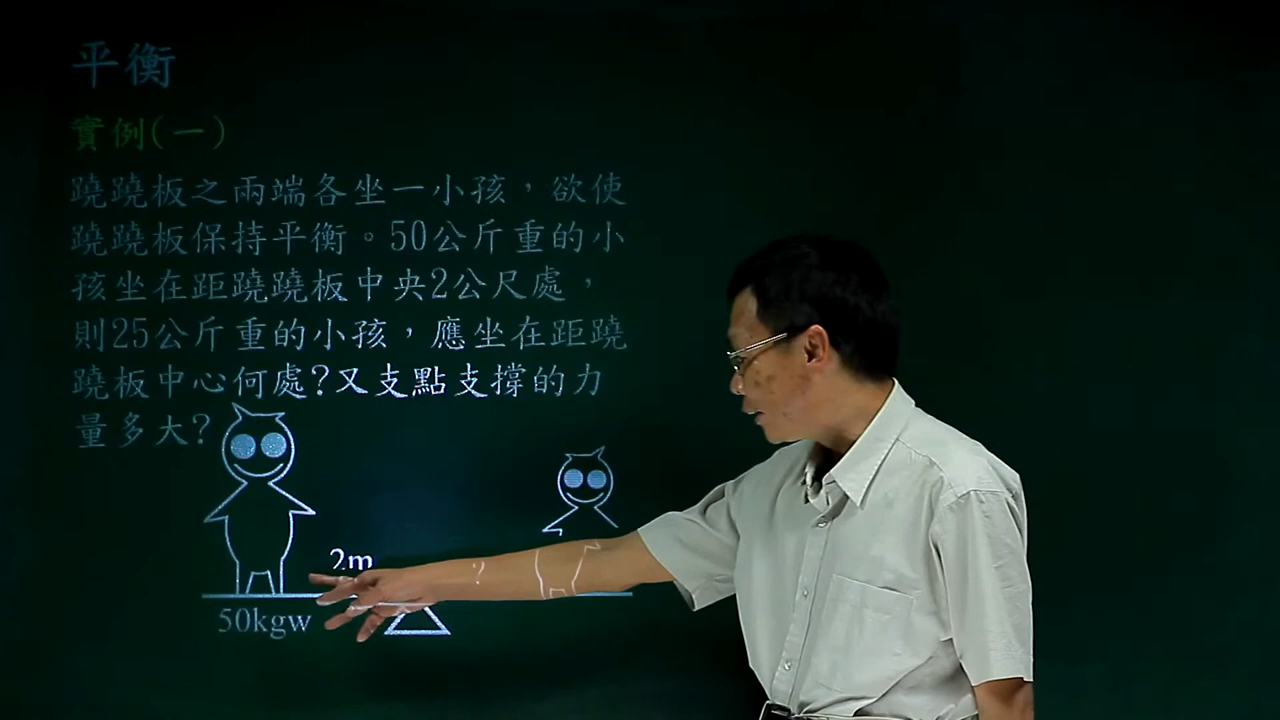 平衡
實例(一)
蹺蹺板之兩端各坐一小孩，欲使
蹺蹺板保持平衡。50公斤重的小
孩坐在距蹺蹺板中央2公尺處，
則25公斤重的小孩，應坐在距蹺
蹺板中心何處?又支點支撐的力
量多大?
2m
?
50kgw